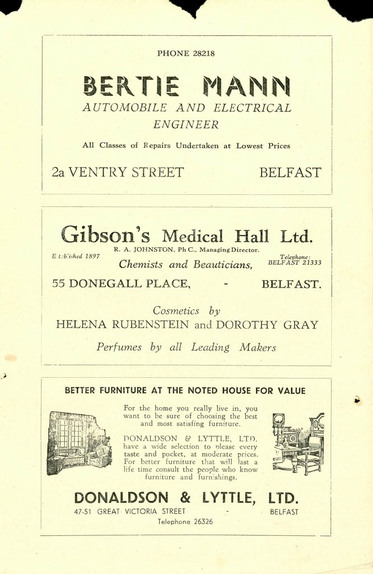 PHONE 28218
BERTIE MANN
AUTOMOBILE AND ELECTRICAL
ENGINEER
All Classes of Repairs Undertaken at Lowest Prices
2a VENTRY STREET BELFAST
Gibson's Medical Hall Ltd.
R. A. JOHNSTON, Ph C., Managing Director.
Established 1897
Telephone:
BELFAST 21333
Chemists and Beauticians,
55 DONEGALL PLACE, - BELFAST.
Cosmetics by
HELENA RUBENSTEIN and DOROTHY GRAY
Perfumes by all Leading Makers
BETTER FURNITURE AT THE NOTED HOUSE FOR VALUE
For the home you really live in, you
want to be sure of choosing the best
and most satisfing furniture.
DONALDSON & LYTTLE, LTD.
have a wide selection to please every
taste and pocket, at moderate prices.
For better furniture that will last a
life time consult the people who know
furniture and furnishings.
DONALDSON & LYTTLE, LTD.
47-51 GREAT VICTORIA STREET - BELFAST
Telephone 26326